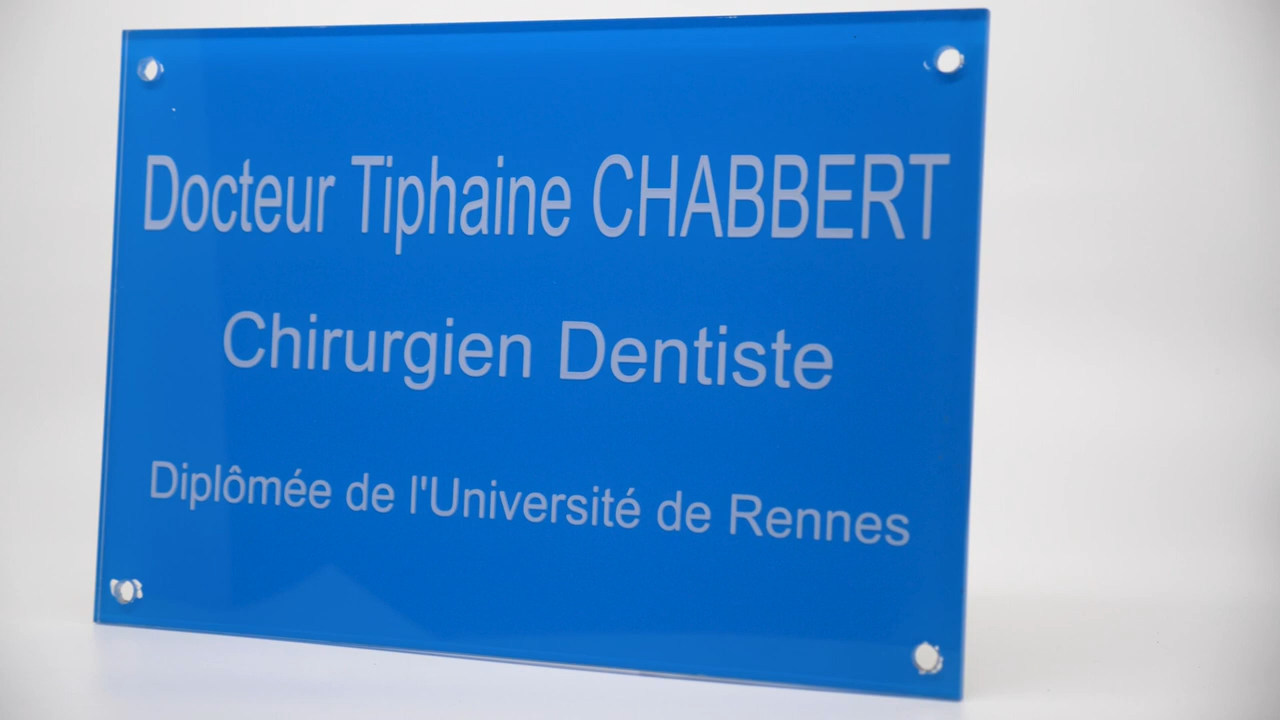 Docteur Tiphaine CHABBERT
Chirurgien Dentiste
Diplômée de l'Université de Rennes